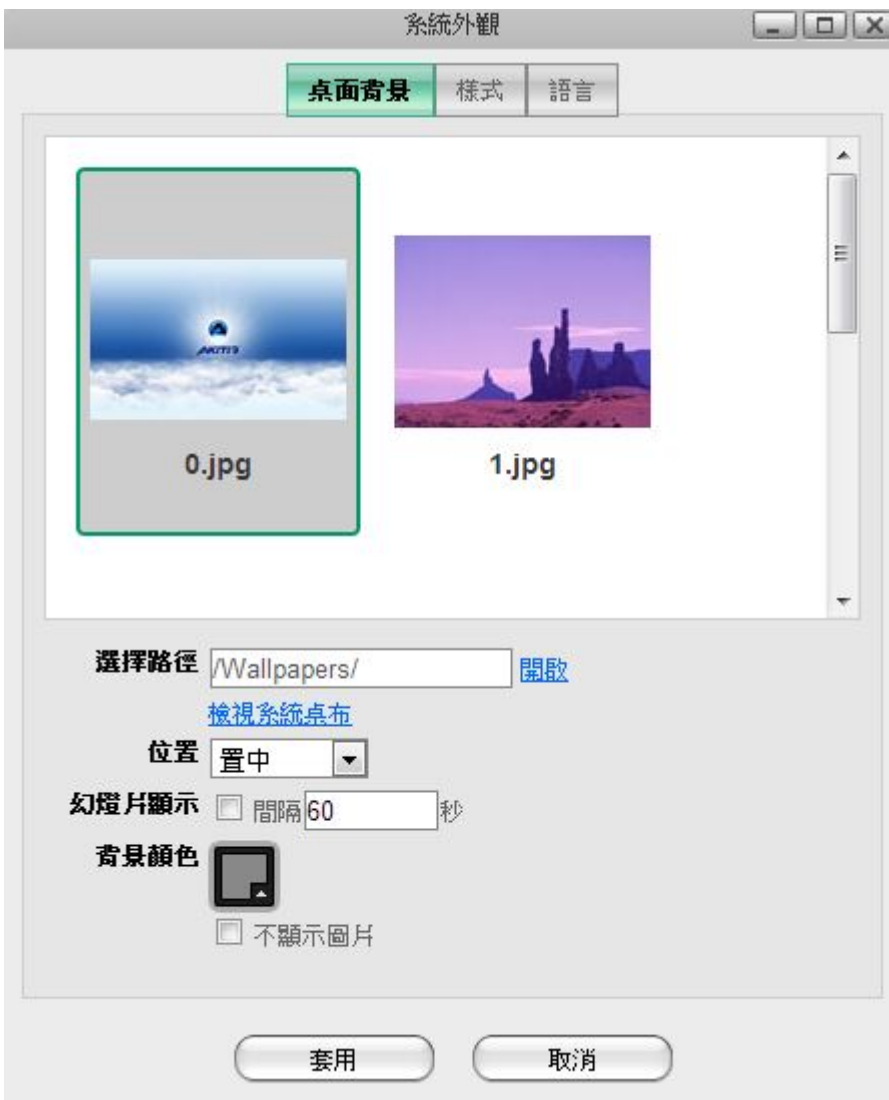 系統外觀
桌面背景 樣式 語言
AKiTiO
0.jpg 1.jpg
選擇路徑 /Wallpapers/ 開啟
檢視系統桌布
位置 置中
幻燈片顯示 間隔 60 秒
背景顏色
不顯示圖片
套用 取消